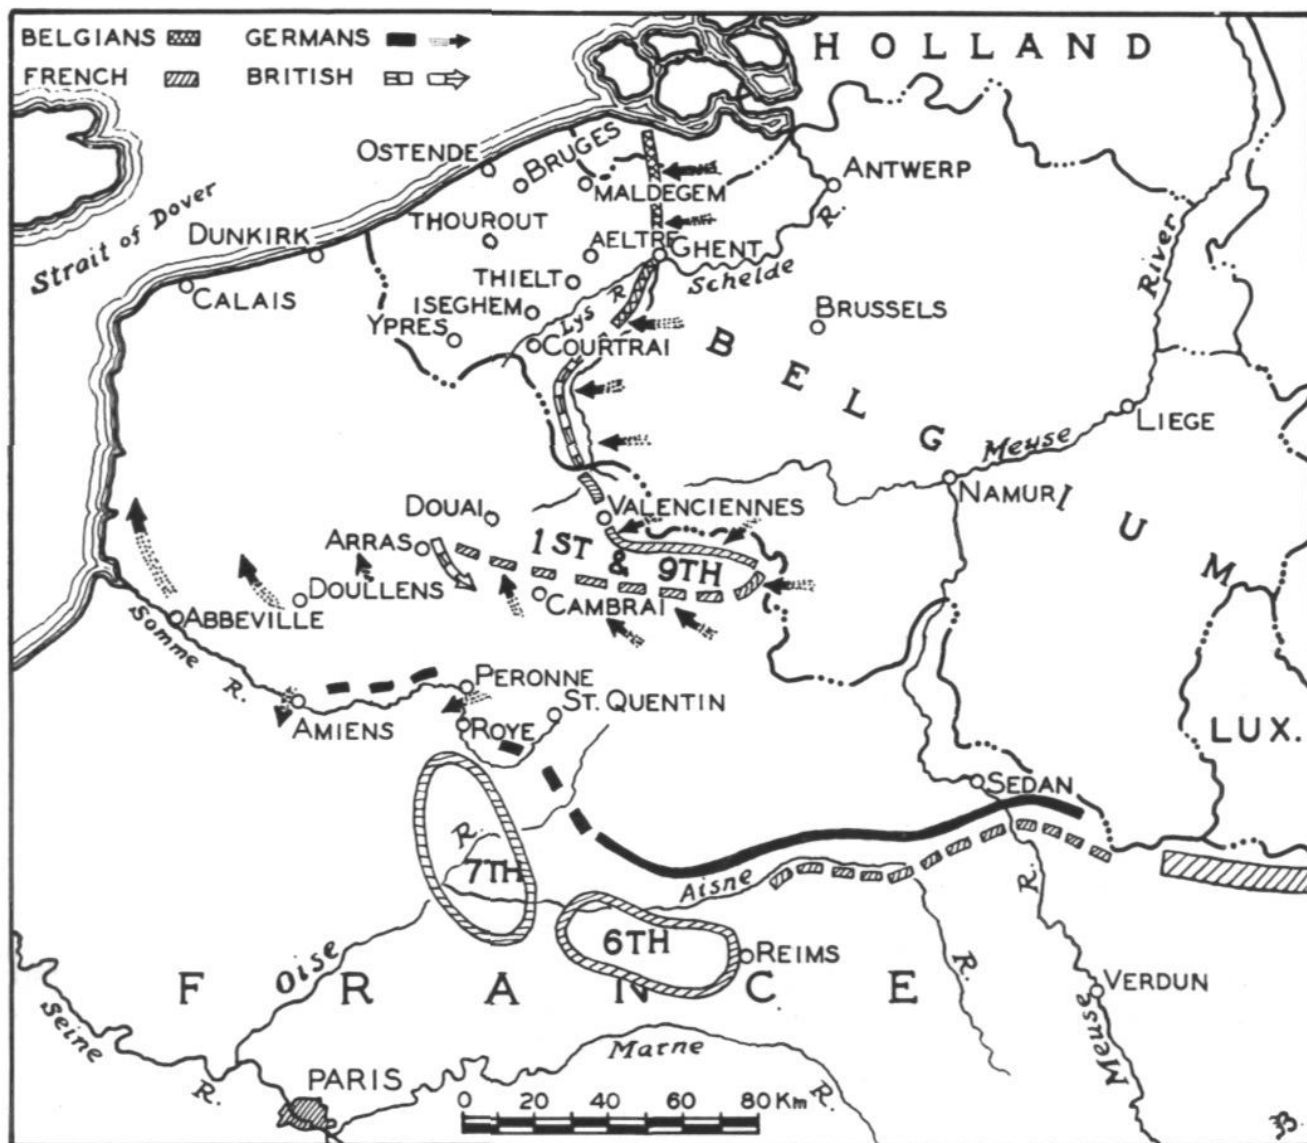 BELGIANS GERMANS
FRENCH BRITISH
HOLLAND
Strait of Dover
OSTENDE
BRUGES
MALDEGEM
ANTWERP
THOUROUT
DUNKIRK
AELTRE
GHENT
R.
River
CALAIS
THIELT
Schelde
ISEGHEM
Lys R
YPRES
COURTRAI
BRUSSELS
BELGIUM
LIEGE
Meuse
NAMUR
DOUAI
VALENCIENNES
ARRAS
1ST & 9TH
DOULLENS
CAMBRAI
ABBEVILLE
Somme R.
PERONNE
ST. QUENTIN
AMIENS
ROYE
LUX.
SEDAN
R.
7TH
Aisne
R.
6TH
REIMS
R.
VERDUN
Oise
FRANCE
Seine R.
Meuse
Marne R.
PARIS
0 20 40 60 80 Km
B.